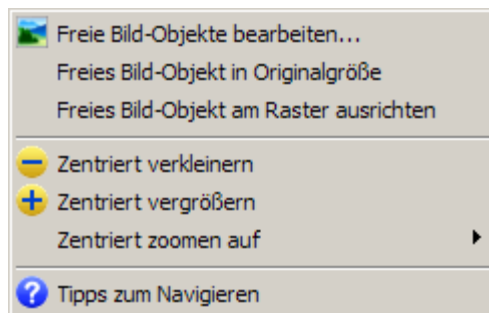 Freie Bild-Objekte bearbeiten...
Freies Bild-Objekt in Originalgröße
Freies Bild-Objekt am Raster ausrichten
Zentriert verkleinern
Zentriert vergrößern
Zentriert zoomen auf
Tipps zum Navigieren